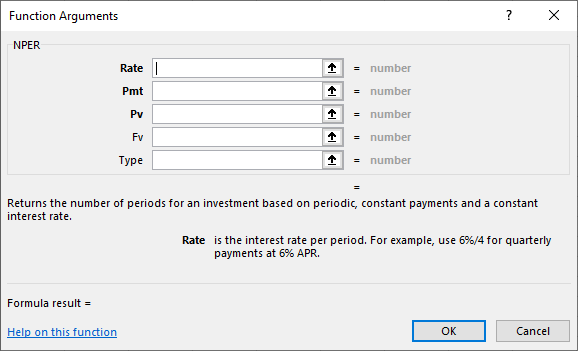 Function Arguments ? ×
NPER
Rate = number
Pmt = number
Pv = number
Fv = number
Type = number
=
Returns the number of periods for an investment based on periodic, constant payments and a constant
interest rate.
Rate is the interest rate per period. For example, use 6%/4 for quarterly
payments at 6% APR.
Formula result =
Help on this function OK Cancel